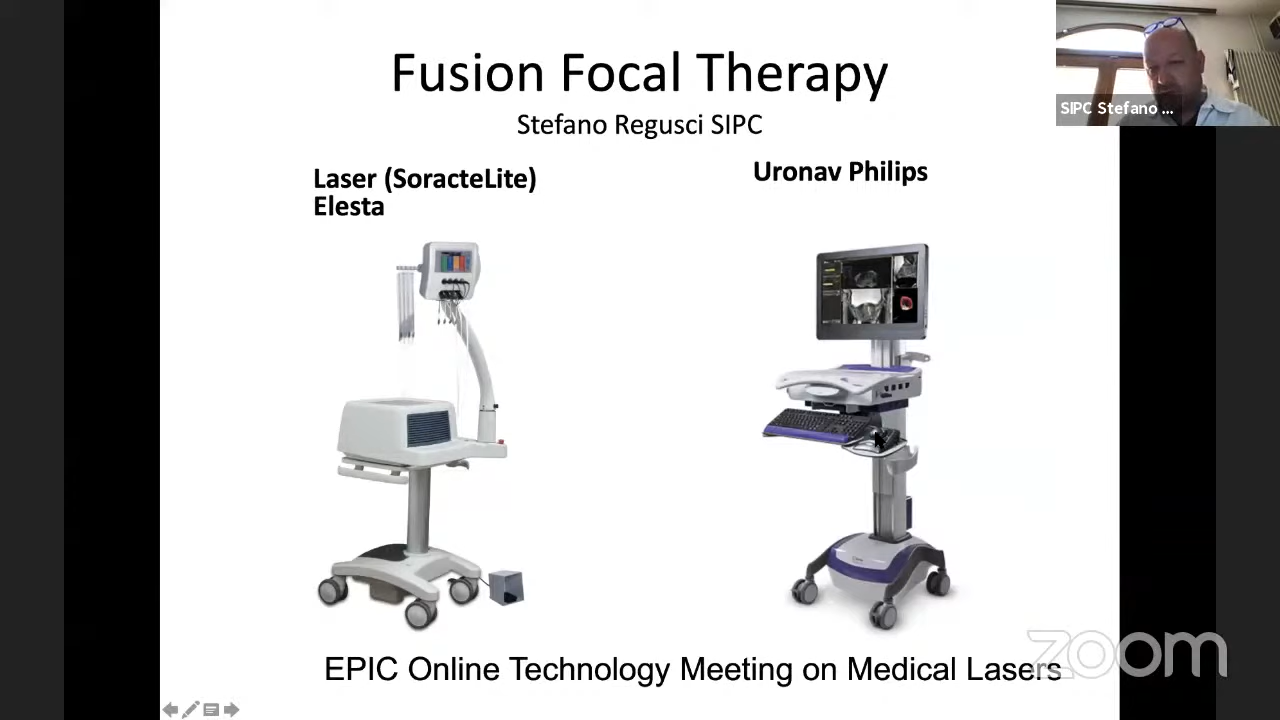 Fusion Focal Therapy
Stefano Regusci SIPC
SIPC Stefano ...
Laser (SoracteLite)
Elesta
Uronav Philips
EPIC Online Technology Meeting on Medical Lasers
zoom